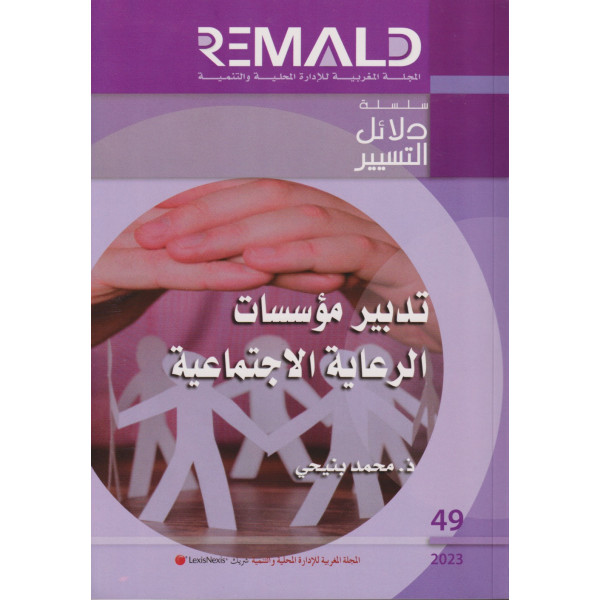 REMALD
المجلة المغربية للإدارة المحلية والتنمية
سلسلة
دلائل
التسيير
تدبير مؤسسات
الرعاية الاجتماعية
ذ. محمد بنيحي
49
2023
المجلة المغربية للإدارة المحلية والتنمية شريك LexisNexis®